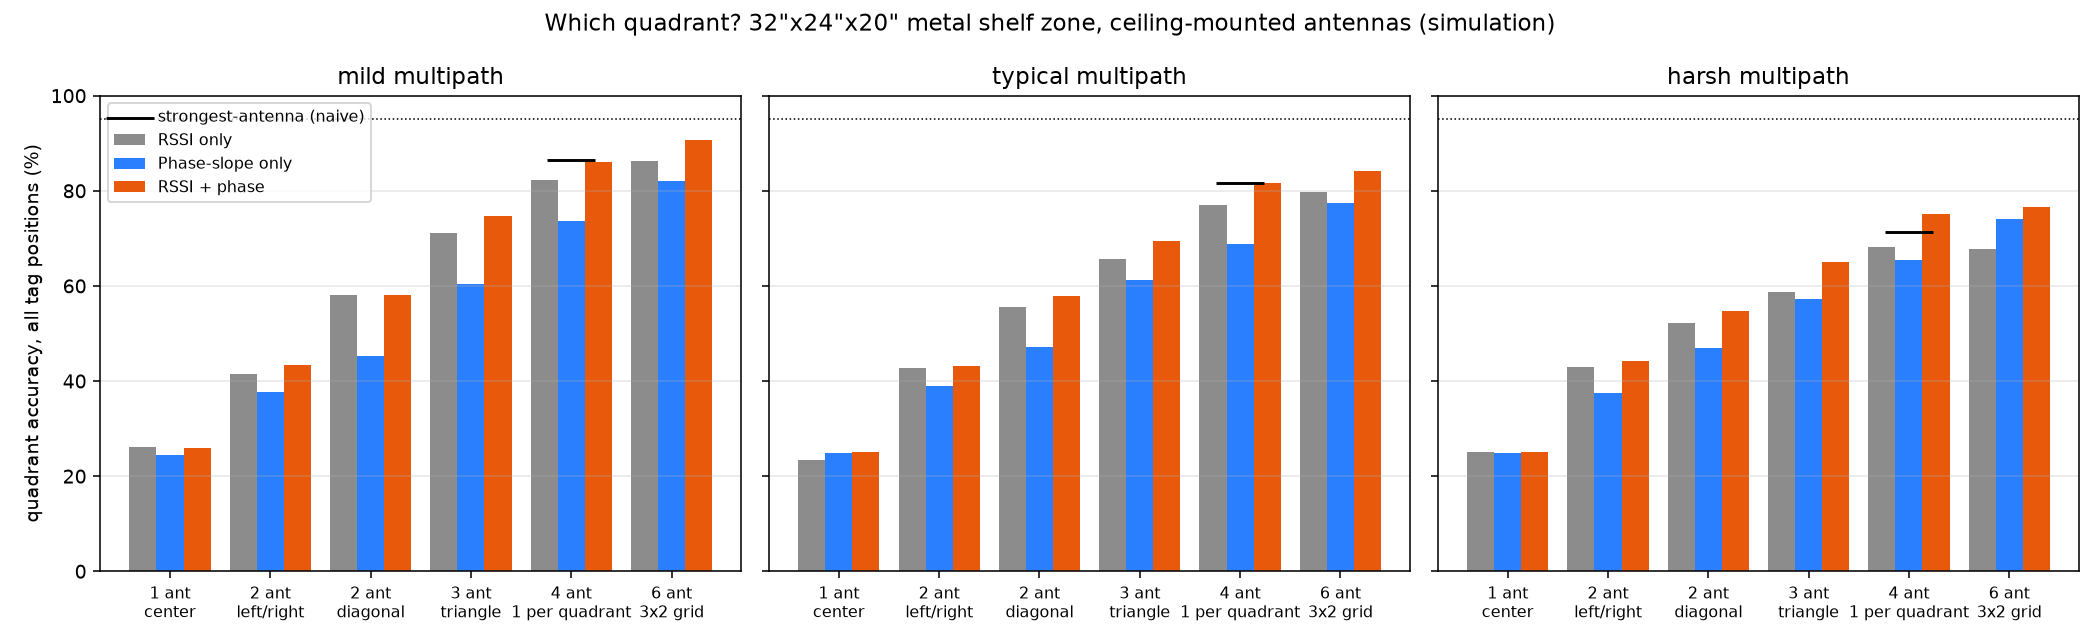 Which quadrant? 32"x24"x20" metal shelf zone, ceiling-mounted antennas (simulation)
mild multipath
typical multipath
harsh multipath
quadrant accuracy, all tag positions (%)
100
80
60
40
20
0
strongest-antenna (naive)
RSSI only
Phase-slope only
RSSI + phase
1 ant
center
2 ant
left/right
2 ant
diagonal
3 ant
triangle
4 ant
1 per quadrant
6 ant
3x2 grid
1 ant
center
2 ant
left/right
2 ant
diagonal
3 ant
triangle
4 ant
1 per quadrant
6 ant
3x2 grid
1 ant
center
2 ant
left/right
2 ant
diagonal
3 ant
triangle
4 ant
1 per quadrant
6 ant
3x2 grid